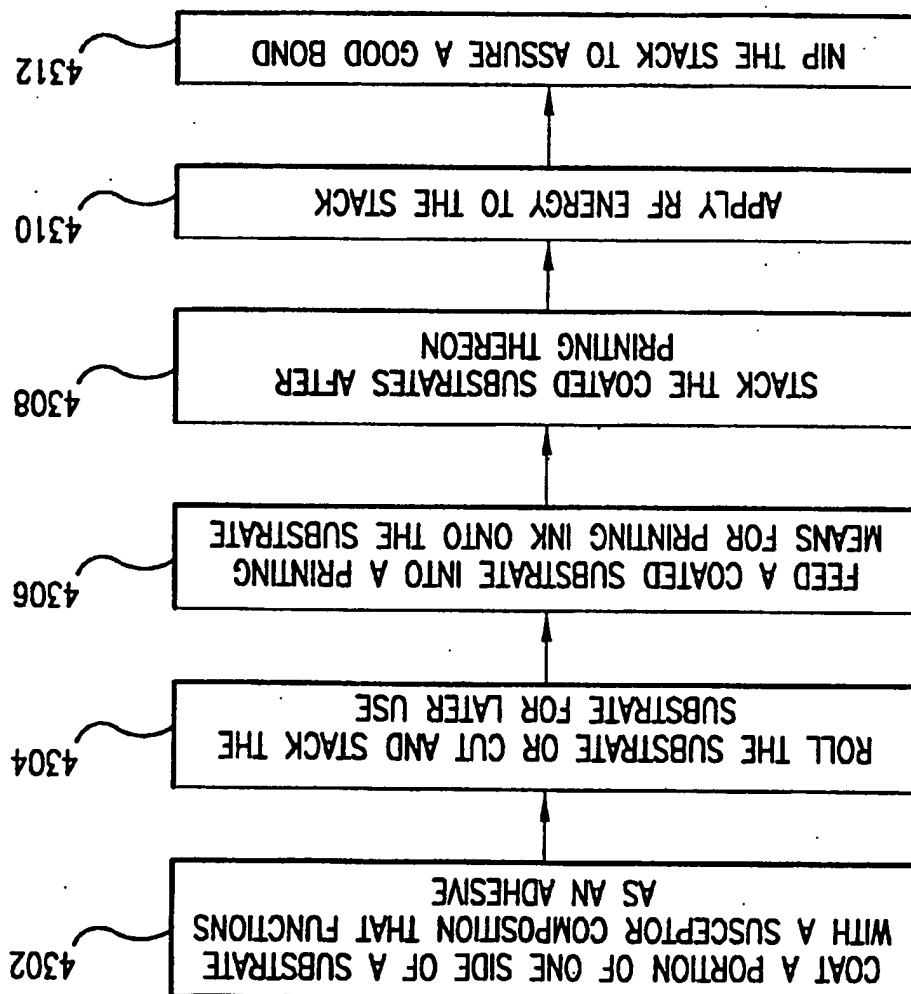 COAT A PORTION OF ONE SIDE OF A SUBSTRATE
WITH A SUSCEPTOR COMPOSITION THAT FUNCTIONS
AS AN ADHESIVE
4302
ROLL THE SUBSTRATE OR CUT AND STACK THE
SUBSTRATE FOR LATER USE
4304
FEED A COATED SUBSTRATE INTO A PRINTING
MEANS FOR PRINTING INK ONTO THE SUBSTRATE
4306
STACK THE COATED SUBSTRATES AFTER
PRINTING THEREON
4308
APPLY RF ENERGY TO THE STACK
4310
NIP THE STACK TO ASSURE A GOOD BOND
4312